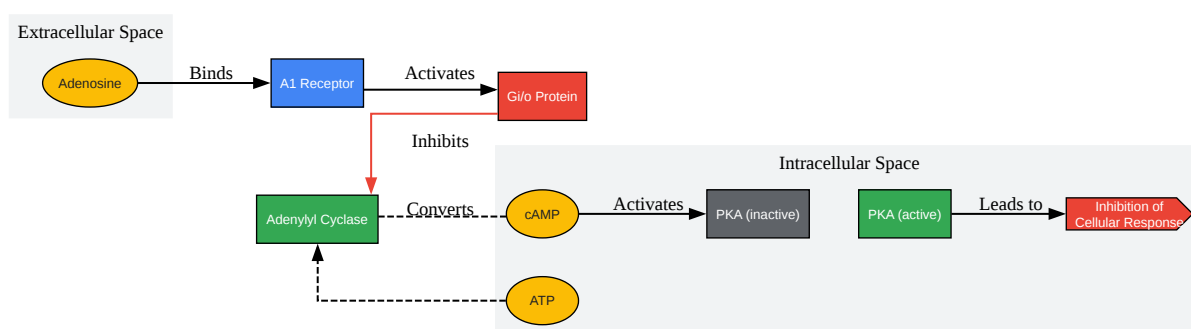 Extracellular Space
Adenosine
Binds
A1 Receptor
Activates
Gi/o Protein
Inhibits
Intracellular Space
Adenylyl Cyclase
Converts
cAMP
Activates
PKA (inactive)
PKA (active)
Leads to
Inhibition of
Cellular Response
ATP